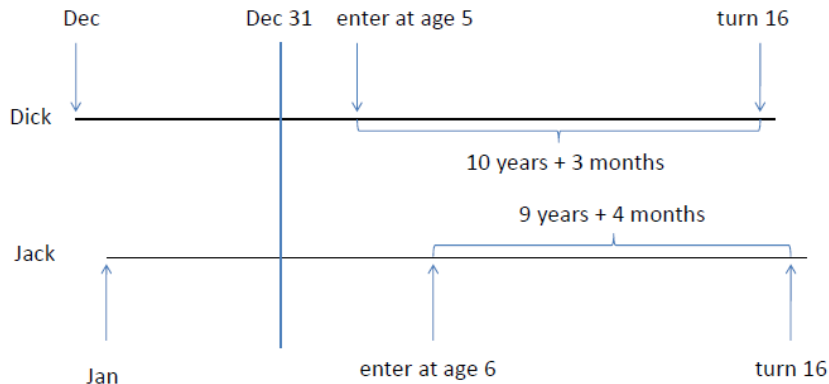 Dec
Dec 31
enter at age 5
turn 16
Dick
10 years + 3 months
9 years + 4 months
Jack
Jan
enter at age 6
turn 16